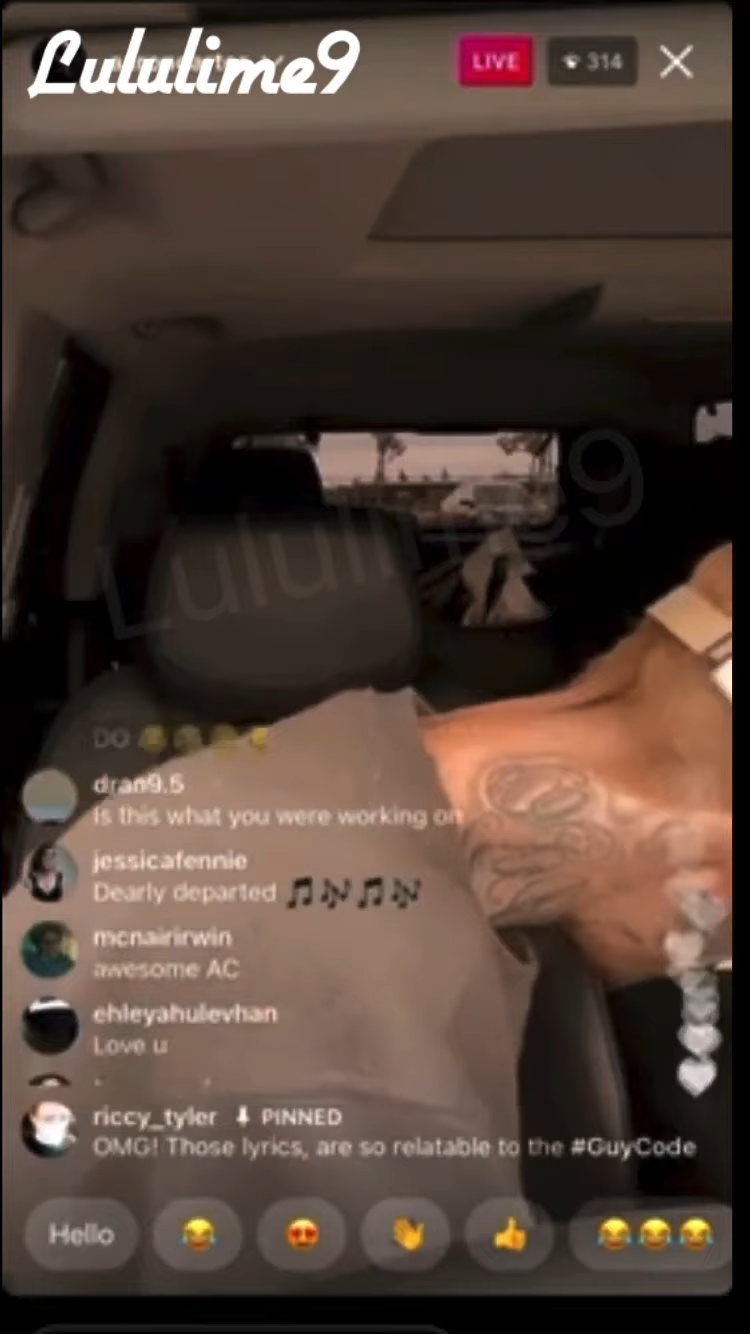 Lululime9
LIVE
314
Lululime9
DO
dran9.5
Is this what you were working on
jessicafennie
Dearly departed 🎵🎶🎵🎶
mcnairirwin
awesome AC
ehleyahulevhan
Love u
riccy_tyler PINNED
OMG! Those lyrics, are so relatable to the #GuyCode
Hello 😂 😍 👋 👍 😂😂😂